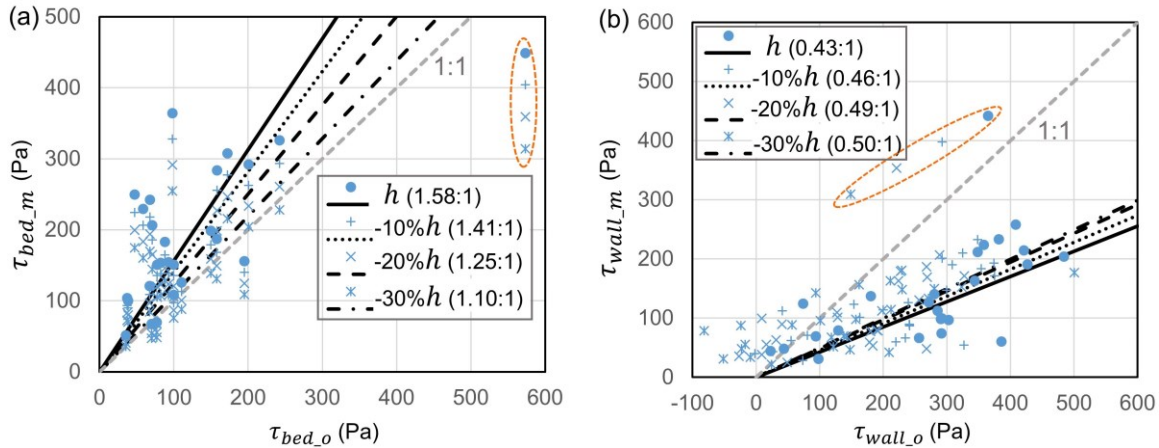 (a)
500
400
300
200
100
0
τbed_m (Pa)
1:1
h (1.58:1)
-10%h (1.41:1)
-20%h (1.25:1)
-30%h (1.10:1)
0 100 200 300 400 500 600
τbed_o (Pa)
(b)
600
500
400
300
200
100
0
τwall_m (Pa)
h (0.43:1)
-10%h (0.46:1)
-20%h (0.49:1)
-30%h (0.50:1)
1:1
-100 0 100 200 300 400 500 600
τwall_o (Pa)